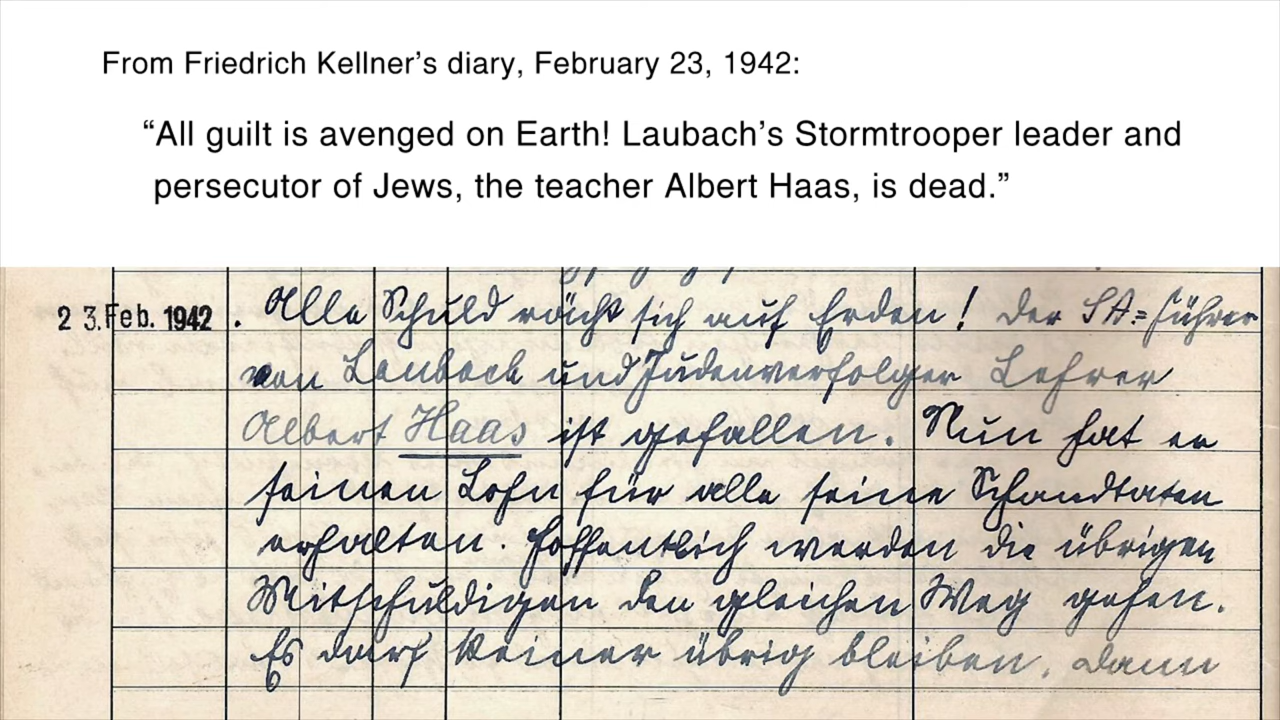 From Friedrich Kellner’s diary, February 23, 1942:
“All guilt is avenged on Earth! Laubach’s Stormtrooper leader and
persecutor of Jews, the teacher Albert Haas, is dead.”
23. Feb. 1942. Alle Schuld rächt sich auf Erden! Der SA=Führer
von Laubach und Judenverfolger Lehrer
Albert Haas ist gefallen. Nun hat er
seinen Lohn für alle seine Schandtaten
erhalten. Hoffentlich werden die übrigen
Mitschuldigen den gleichen Weg gehen.
Es darf keiner übrig bleiben, dann